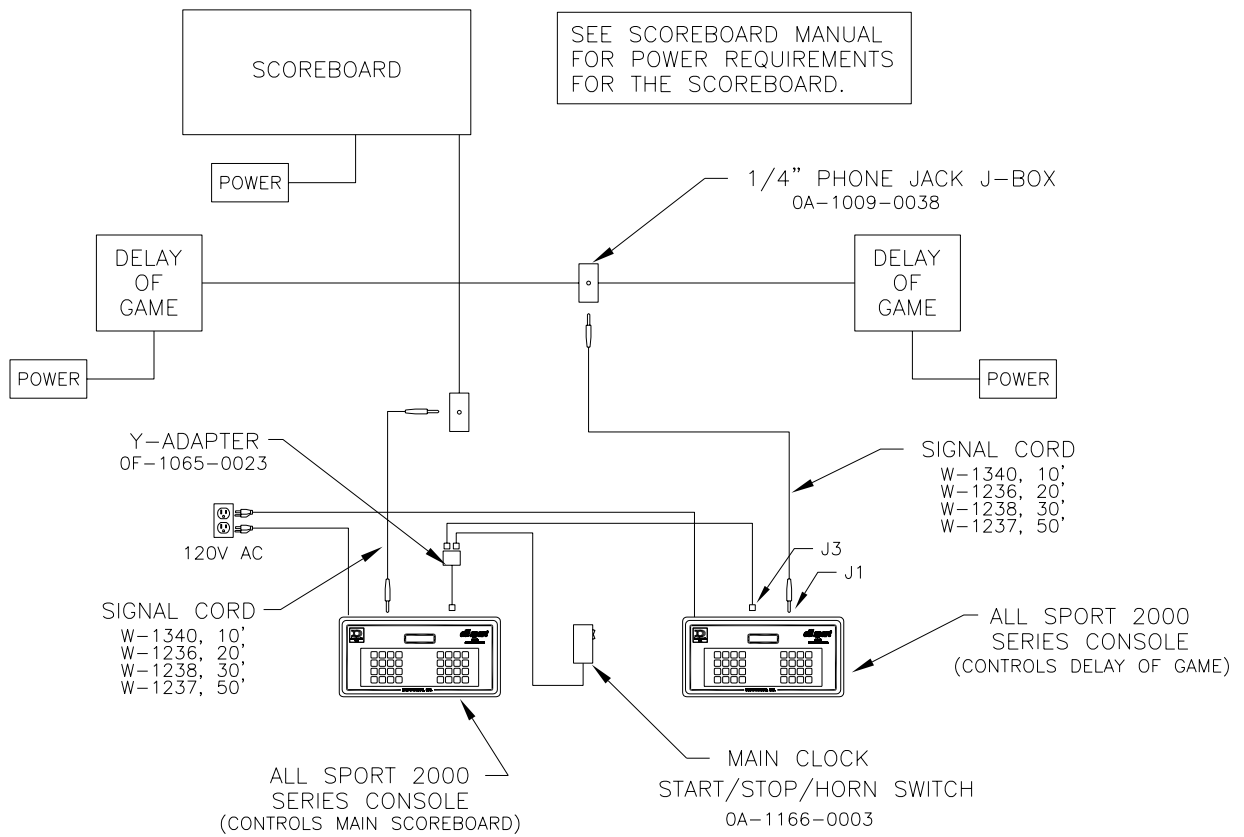 SCOREBOARD
SEE SCOREBOARD MANUAL
FOR POWER REQUIREMENTS
FOR THE SCOREBOARD.
POWER
1/4" PHONE JACK J-BOX
0A-1009-0038
DELAY
OF
GAME
DELAY
OF
GAME
POWER
POWER
Y-ADAPTER
0F-1065-0023
SIGNAL CORD
W-1340, 10'
W-1236, 20'
W-1238, 30'
W-1237, 50'
120V AC
J3
J1
SIGNAL CORD
W-1340, 10'
W-1236, 20'
W-1238, 30'
W-1237, 50'
ALL SPORT 2000
SERIES CONSOLE
(CONTROLS DELAY OF GAME)
MAIN CLOCK
START/STOP/HORN SWITCH
0A-1166-0003
ALL SPORT 2000
SERIES CONSOLE
(CONTROLS MAIN SCOREBOARD)